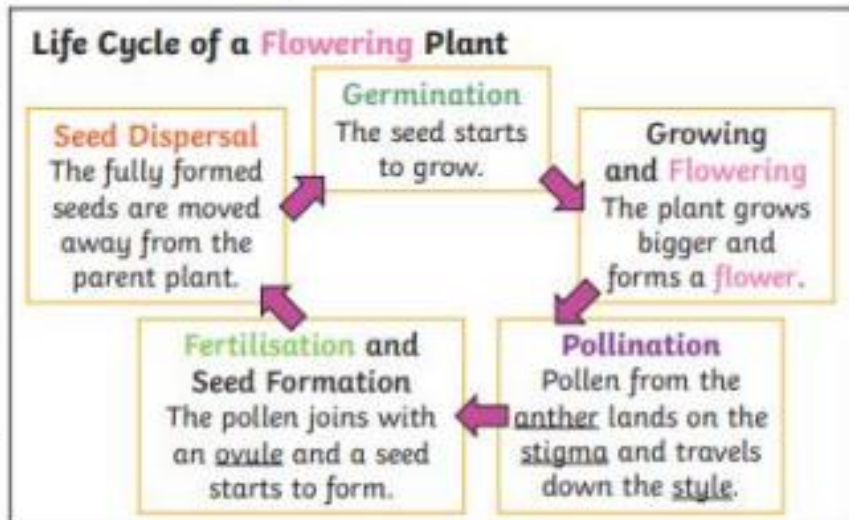 Life Cycle of a Flowering Plant
Germination
The seed starts
to grow.
Growing
and Flowering
The plant grows
bigger and
forms a flower.
Pollination
Pollen from the
anther lands on the
stigma and travels
down the style.
Fertilisation and
Seed Formation
The pollen joins with
an ovule and a seed
starts to form.
Seed Dispersal
The fully formed
seeds are moved
away from the
parent plant.